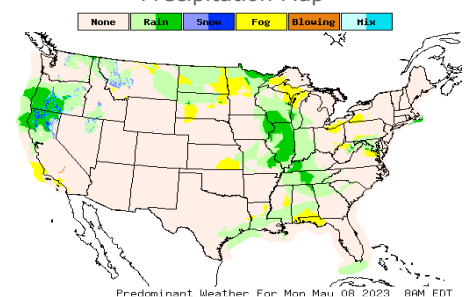 Precipitation Map
None Rain Snow Fog Blowing Mix
Predominant Weather For Mon May 08 2023 8AM EDT